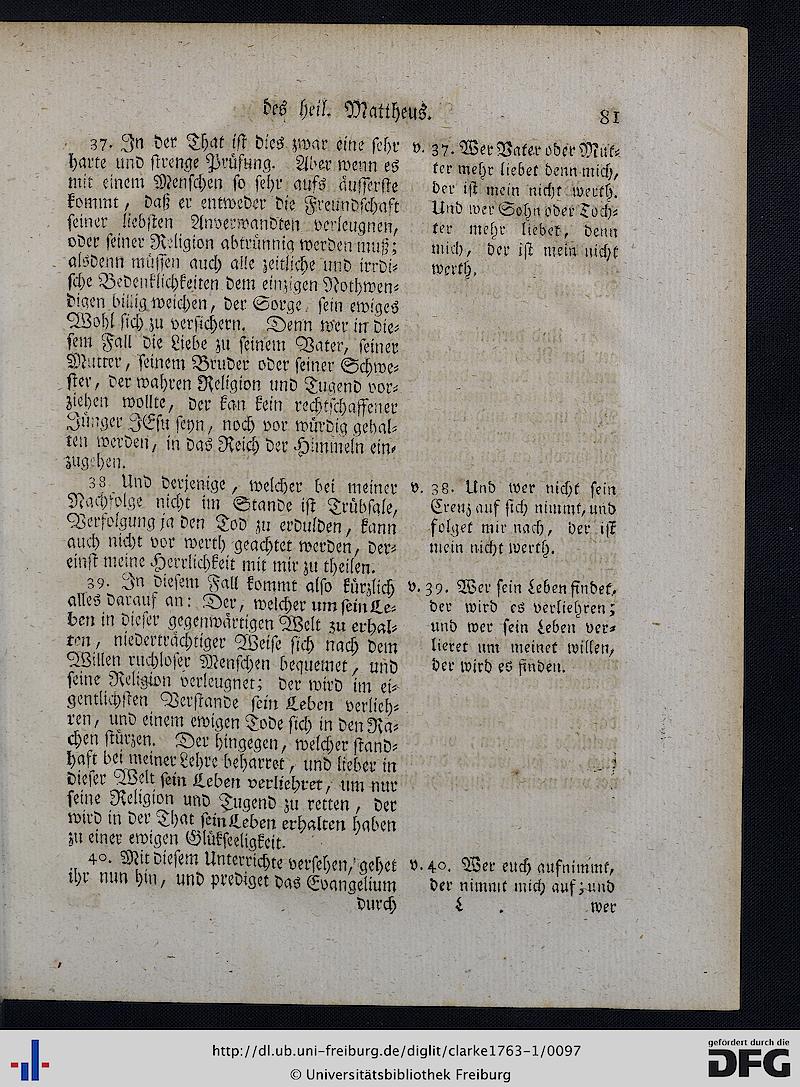 des heil. Mattheus.
81
37. In der That ist dies zwar eine sehr
harte und strenge Prüfung. Aber wenn es
mit einem Menschen so sehr aufs äusserste
kommt, daß er entweder die Freundschaft
seiner liebsten Anverwandten verleugnen,
oder seiner Religion abtrünnig werden muß;
alsdenn müssen auch alle zeitliche und irrdi-
sche Bedenklichkeiten dem einzigen Nothwen-
digen billig weichen, der Sorge, sein ewiges
Wohl sich zu versichern. Denn wer in die-
sem Fall die Liebe zu seinem Vater, seiner
Mutter, seinem Bruder oder seiner Schwe-
ster, der wahren Religion und Tugend vor-
ziehen wollte, der kan kein rechtschaffener
Jünger JEsu seyn, noch vor würdig gehal-
ten werden, in das Reich der Himmeln ein-
zugehen.
38. Und derjenige, welcher bei meiner
Nachfolge nicht im Stande ist Trübsale,
Verfolgung ja den Tod zu erdulden, kann
auch nicht vor werth geachtet werden, der-
einst meine Herrlichkeit mit mir zu theilen.
39. In diesem Fall kommt also kürzlich
alles darauf an: Der, welcher um sein Le-
ben in dieser gegenwärtigen Welt zu erhal-
ten, niederträchtiger Weise sich nach dem
Willen ruchloser Menschen bequemet, und
seine Religion verleugnet; der wird im ei-
gentlichsten Verstande sein Leben verlieh-
ren, und einem ewigen Tode sich in den Ra-
chen stürzen. Der hingegen, welcher stand-
haft bei meiner Lehre beharret, und lieber in
dieser Welt sein Leben verliehret, um nur
seine Religion und Tugend zu retten, der
wird in der That sein Leben erhalten haben
zu einer ewigen Glükseeligkeit.
40. Mit diesem Unterrichte versehen, gehet
ihr nun hin, und prediget das Evangelium
durch
v. 37. Wer Vater oder Mut-
ter mehr liebet denn mich,
der ist mein nicht werth.
Und wer Sohn oder Toch-
ter mehr liebet, denn
mich, der ist mein nicht
werth.
v. 38. Und wer nicht sein
Creuz auf sich nimmt, und
folget mir nach, der ist
mein nicht werth.
v. 39. Wer sein Leben findet,
der wird es verliehren;
und wer sein Leben ver-
lieret um meinet willen,
der wird es finden.
v. 40. Wer euch aufnimmt,
der nimmt mich auf; und
L
wer
http://dl.ub.uni-freiburg.de/diglit/clarke1763-1/0097
© Universitätsbibliothek Freiburg
gefördert durch die
DFG